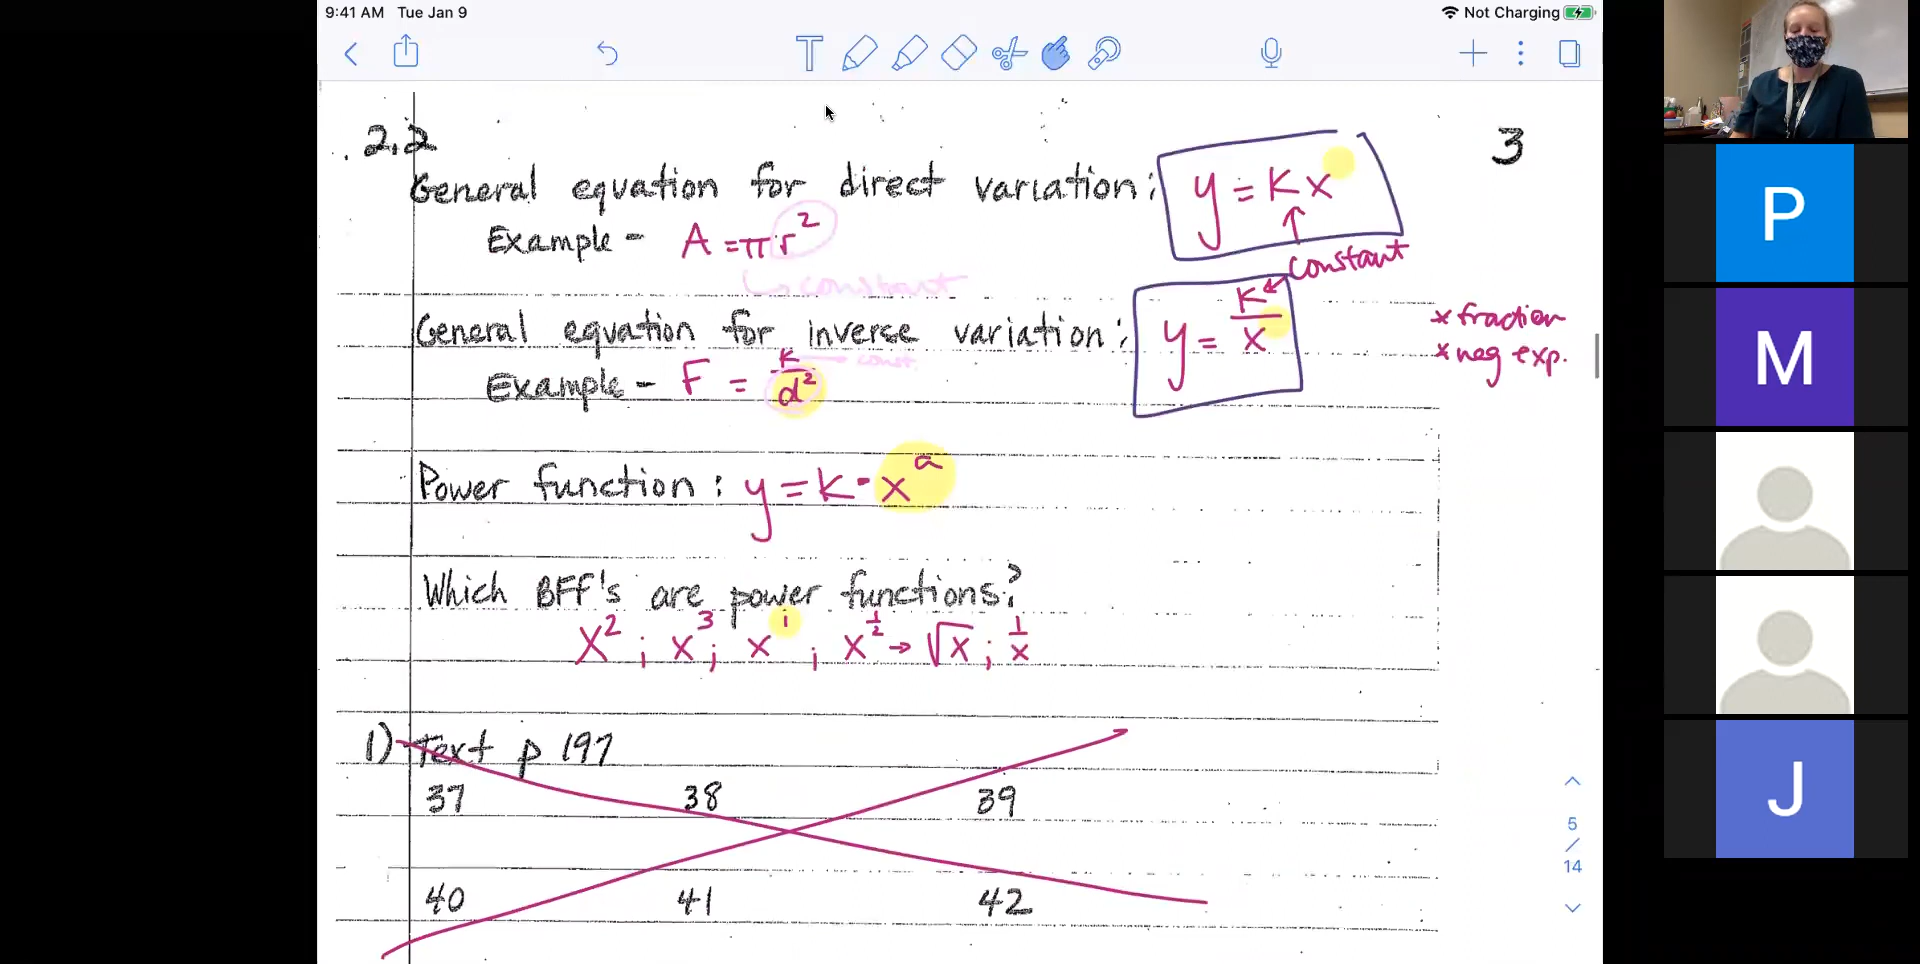 9:41 AM Tue Jan 9
Not Charging
2.2
3
General equation for direct variation: y = kx
Example - A = πr²
constant
constant
General equation for inverse variation: y = k/x
x fraction
x neg exp.
Example - F = k/d²
const.
Power function: y = k · x^a
Which BFF's are power functions?
x² ; x³ ; x¹ ; x^½ → √x ; 1/x
1) Text p 197
37 38 39
40 41 42
5
/
14
P
M
J